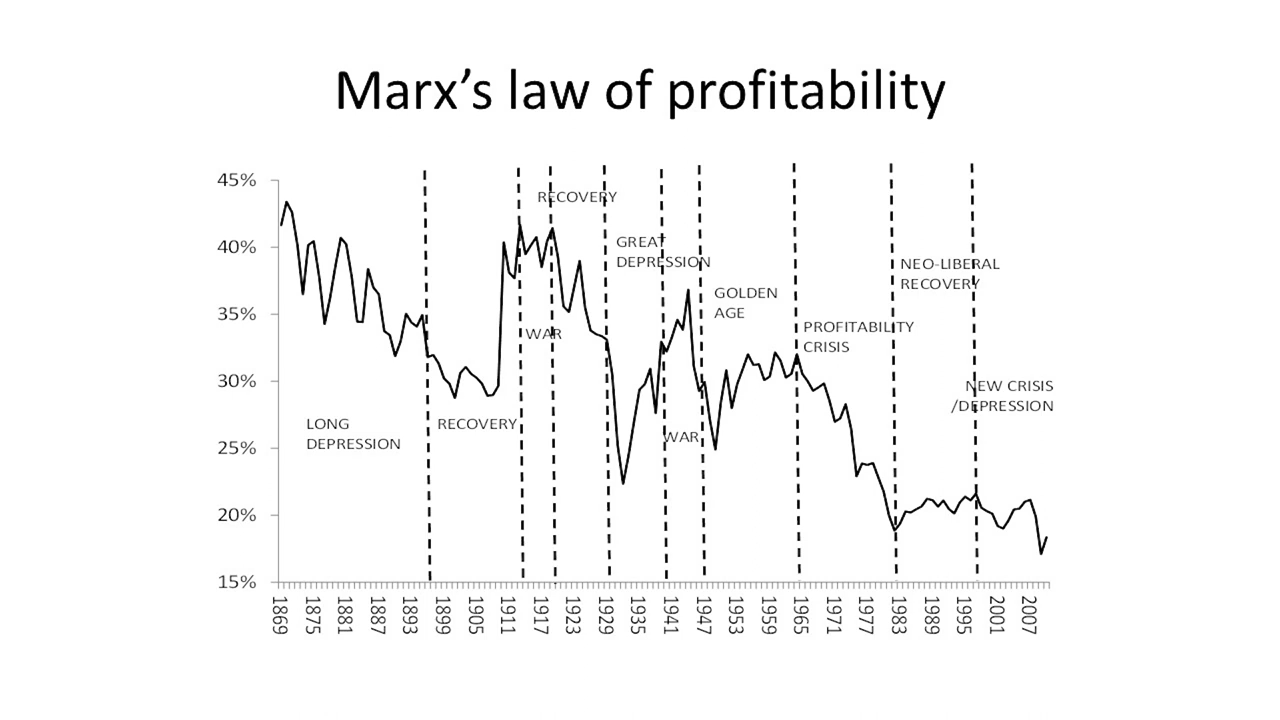 Marx's law of profitability
45%
40%
35%
30%
25%
20%
15%
RECOVERY
GREAT
DEPRESSION
NEO-LIBERAL
RECOVERY
GOLDEN
AGE
WAR
PROFITABILITY
CRISIS
NEW CRISIS
/DEPRESSION
LONG
DEPRESSION
RECOVERY
WAR
1869
1875
1881
1887
1893
1899
1905
1911
1917
1923
1929
1935
1941
1947
1953
1959
1965
1971
1977
1983
1989
1995
2001
2007